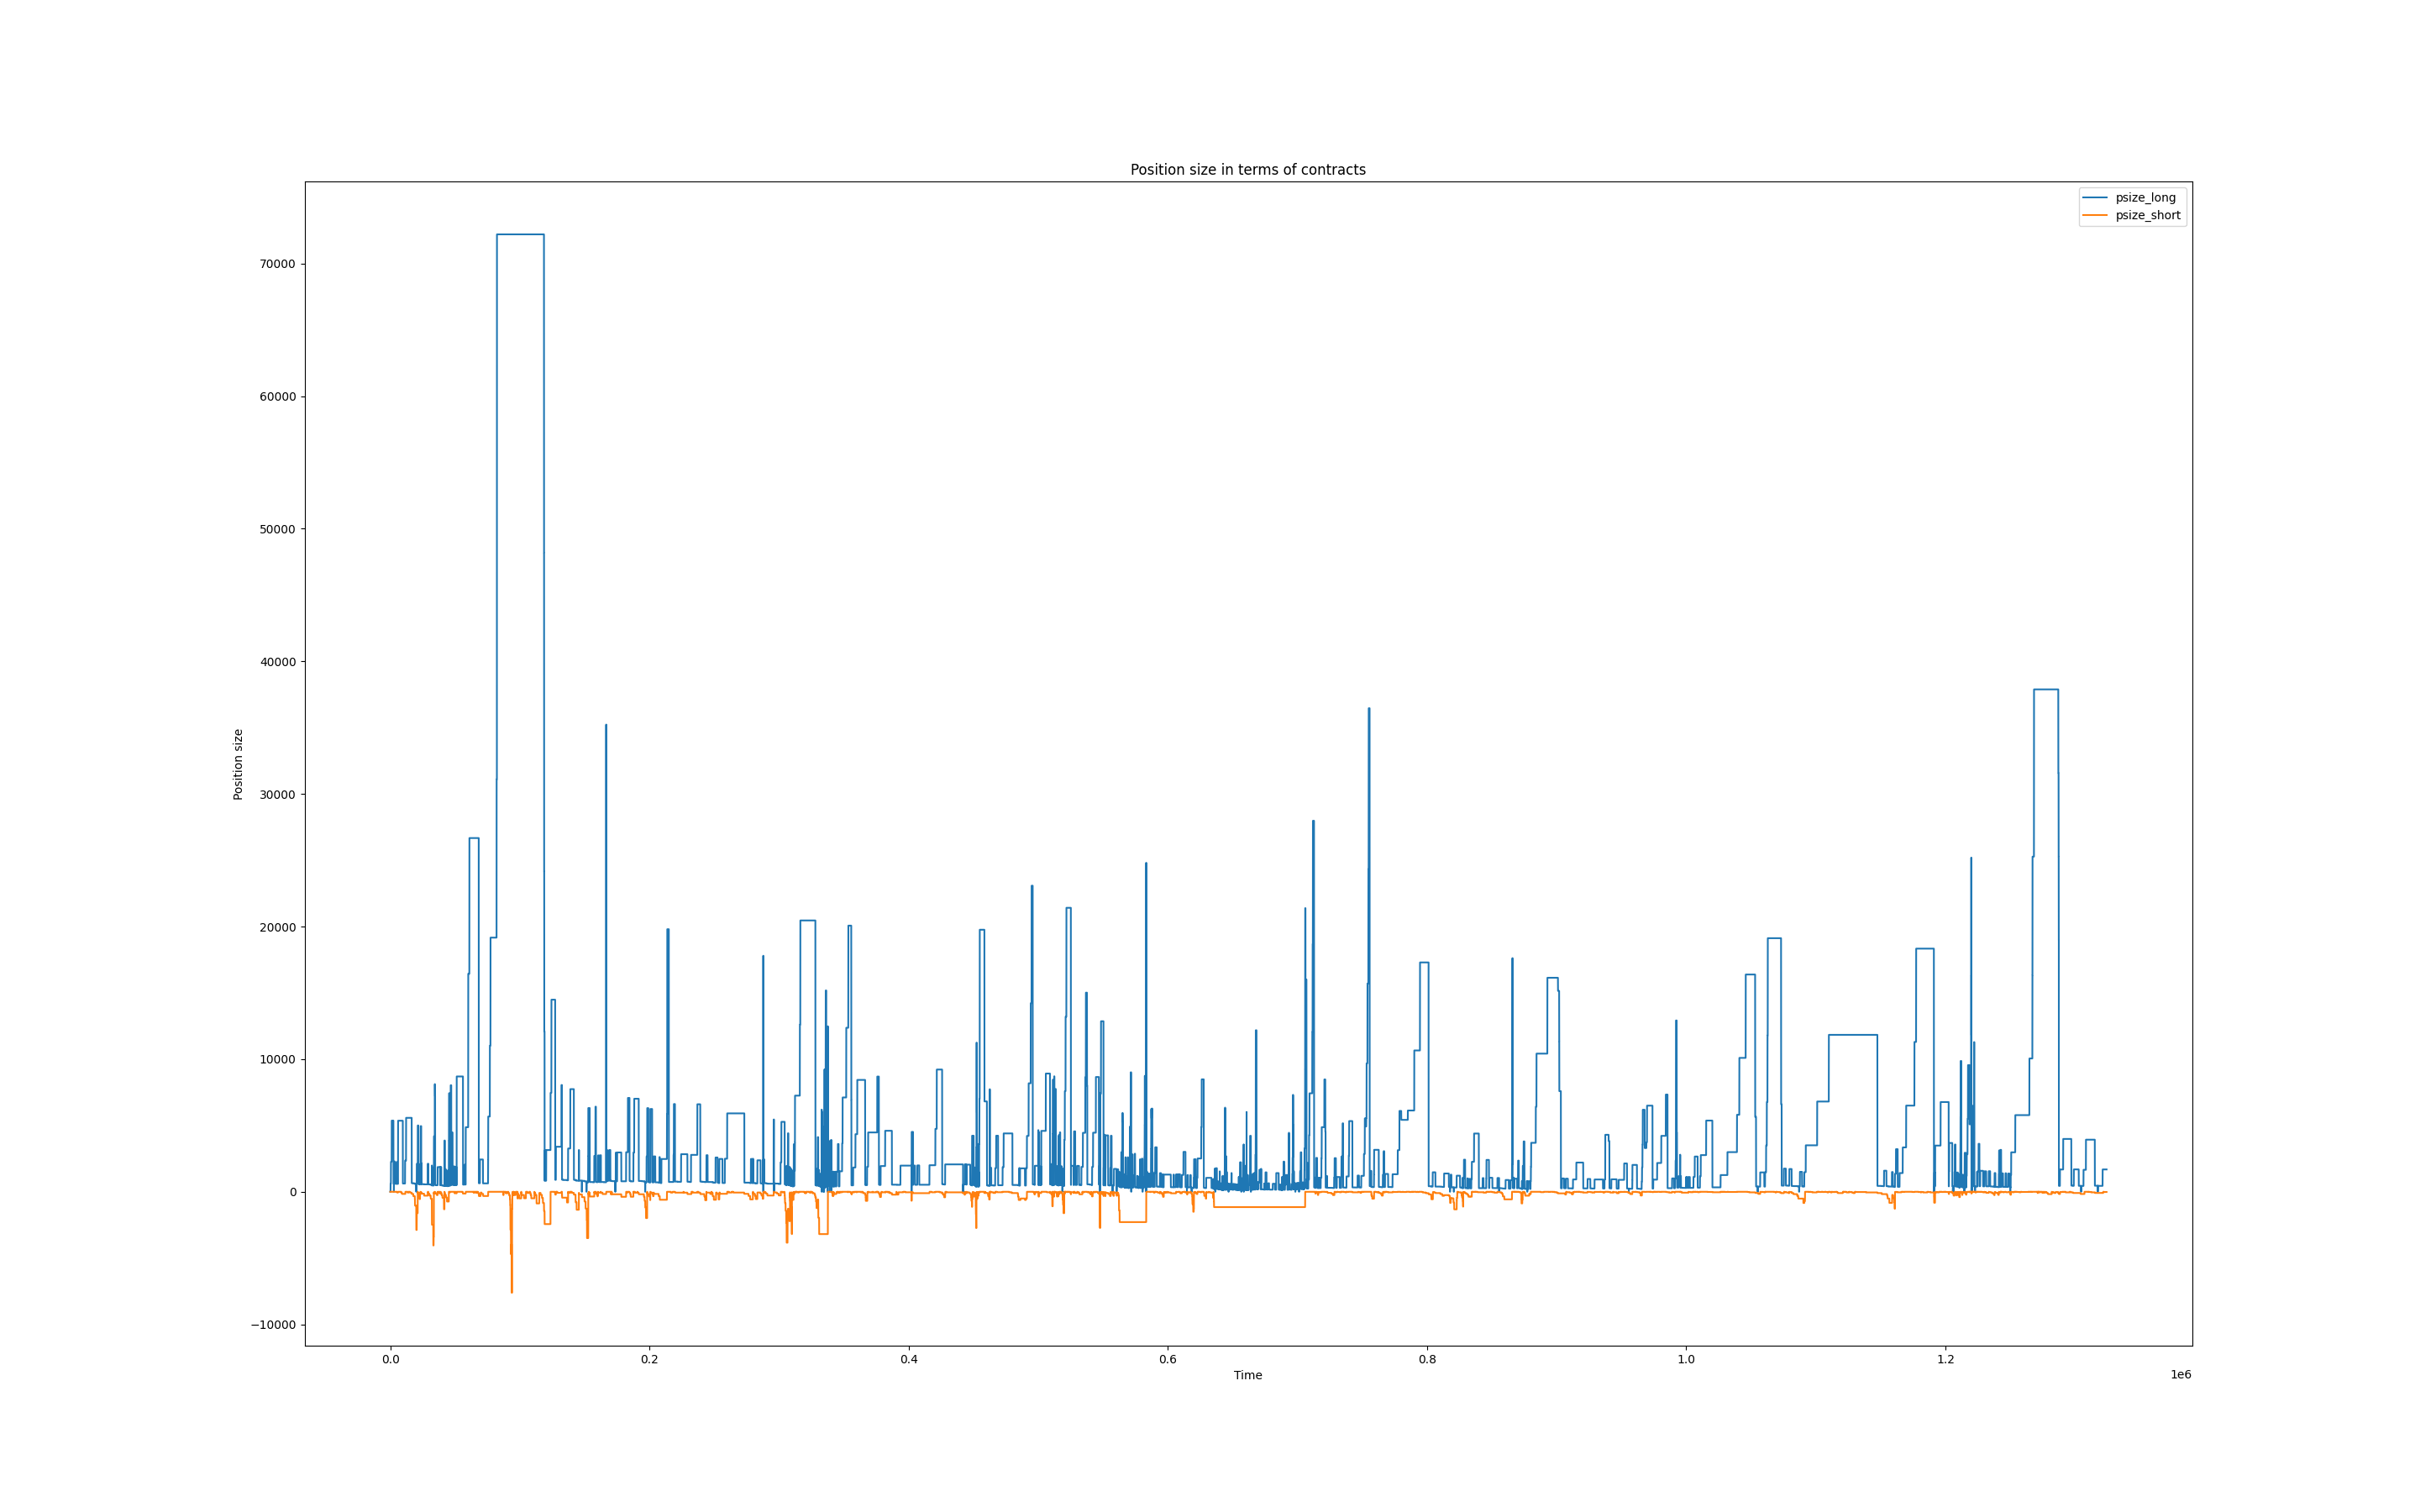 Position size in terms of contracts
psize_long
psize_short
70000
60000
50000
40000
30000
20000
10000
0
−10000
Position size
0.0 0.2 0.4 0.6 0.8 1.0 1.2
1e6
Time